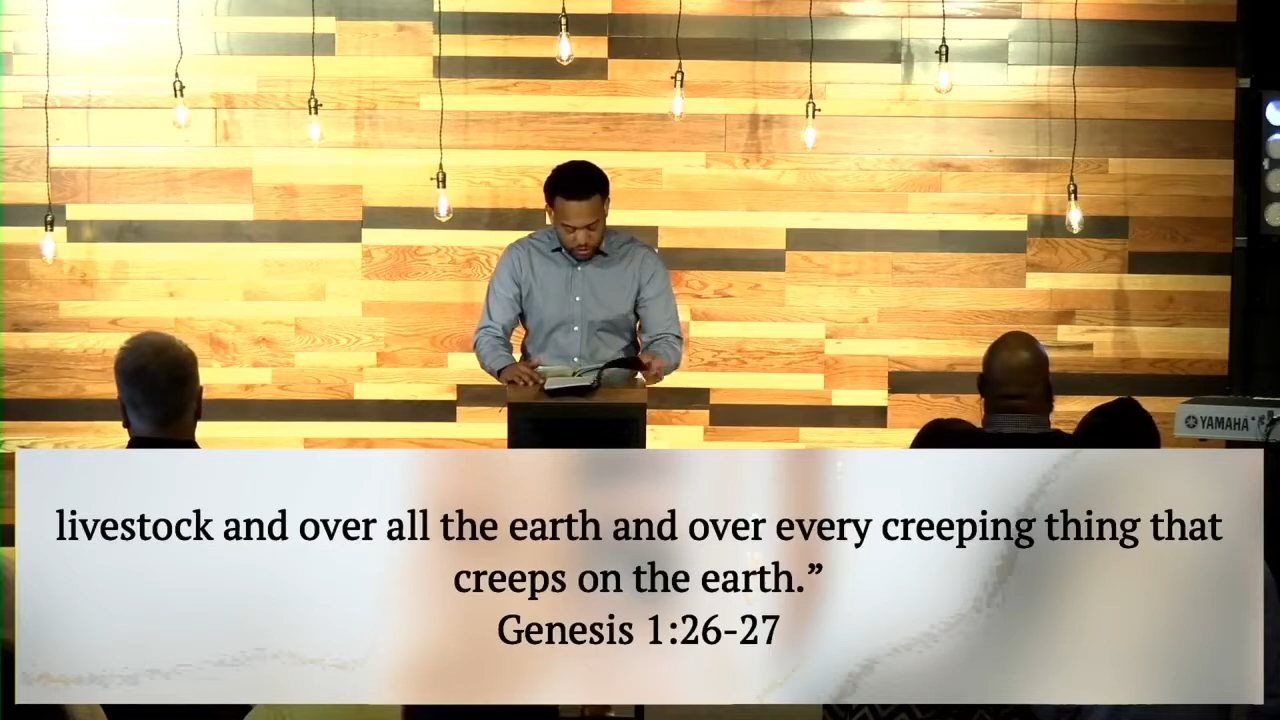 YAMAHA
livestock and over all the earth and over every creeping thing that
creeps on the earth.”
Genesis 1:26-27